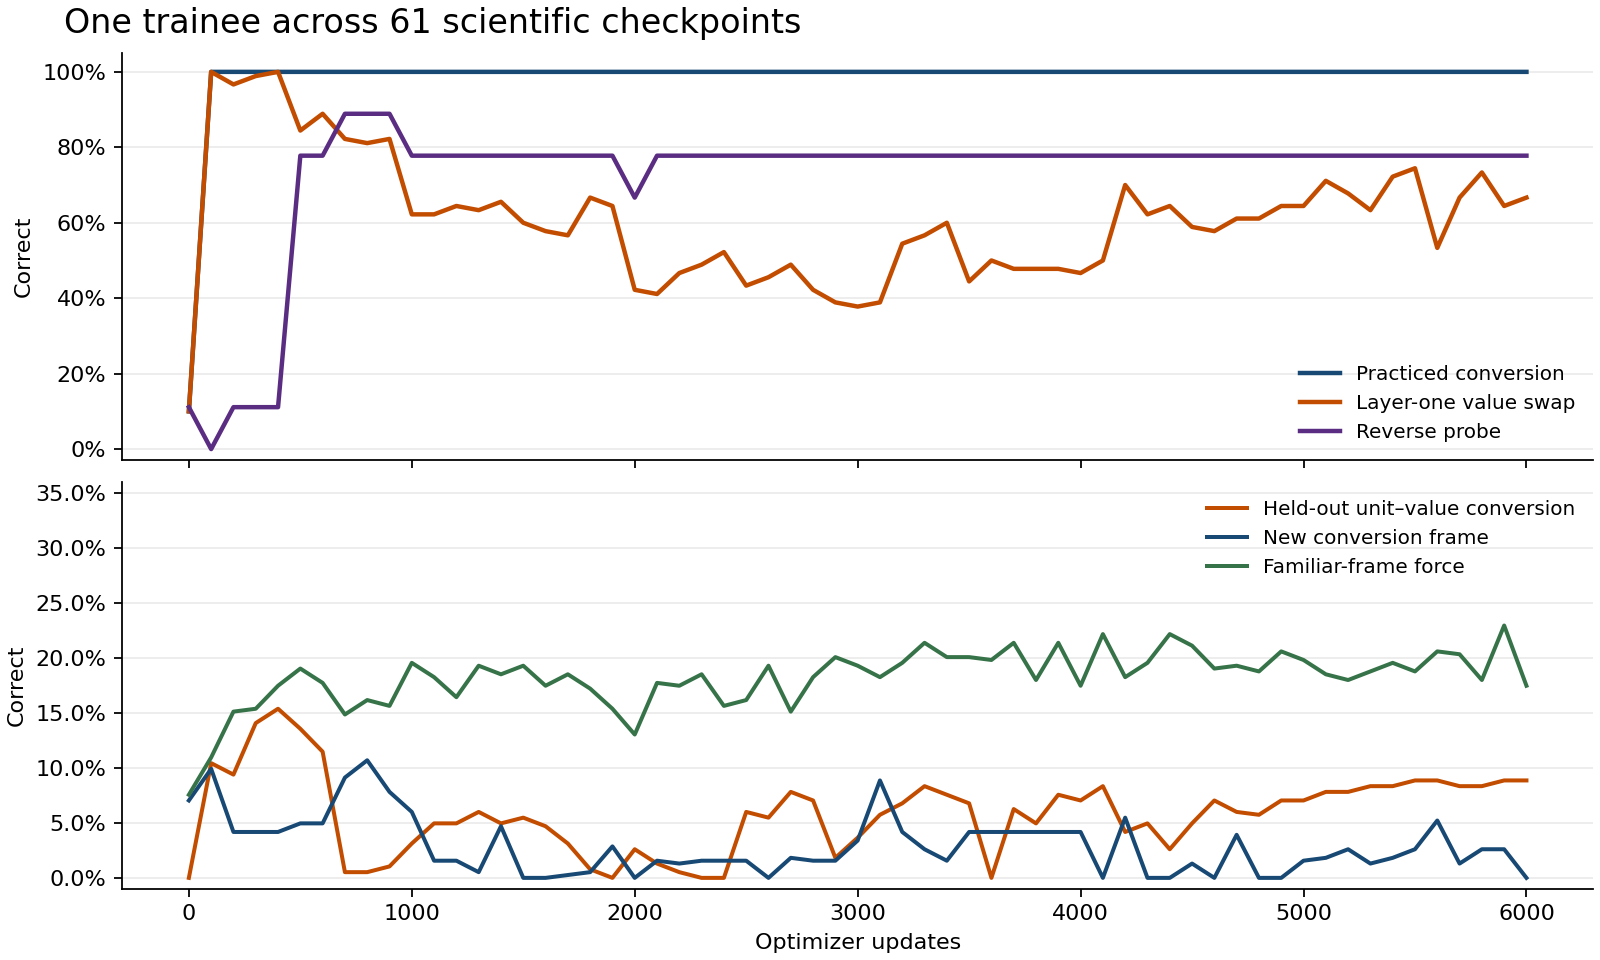 One trainee across 61 scientific checkpoints
100%
80%
60%
40%
20%
0%
Correct
Practiced conversion
Layer-one value swap
Reverse probe
35.0%
30.0%
25.0%
20.0%
15.0%
10.0%
5.0%
0.0%
Correct
Held-out unit–value conversion
New conversion frame
Familiar-frame force
0 1000 2000 3000 4000 5000 6000
Optimizer updates